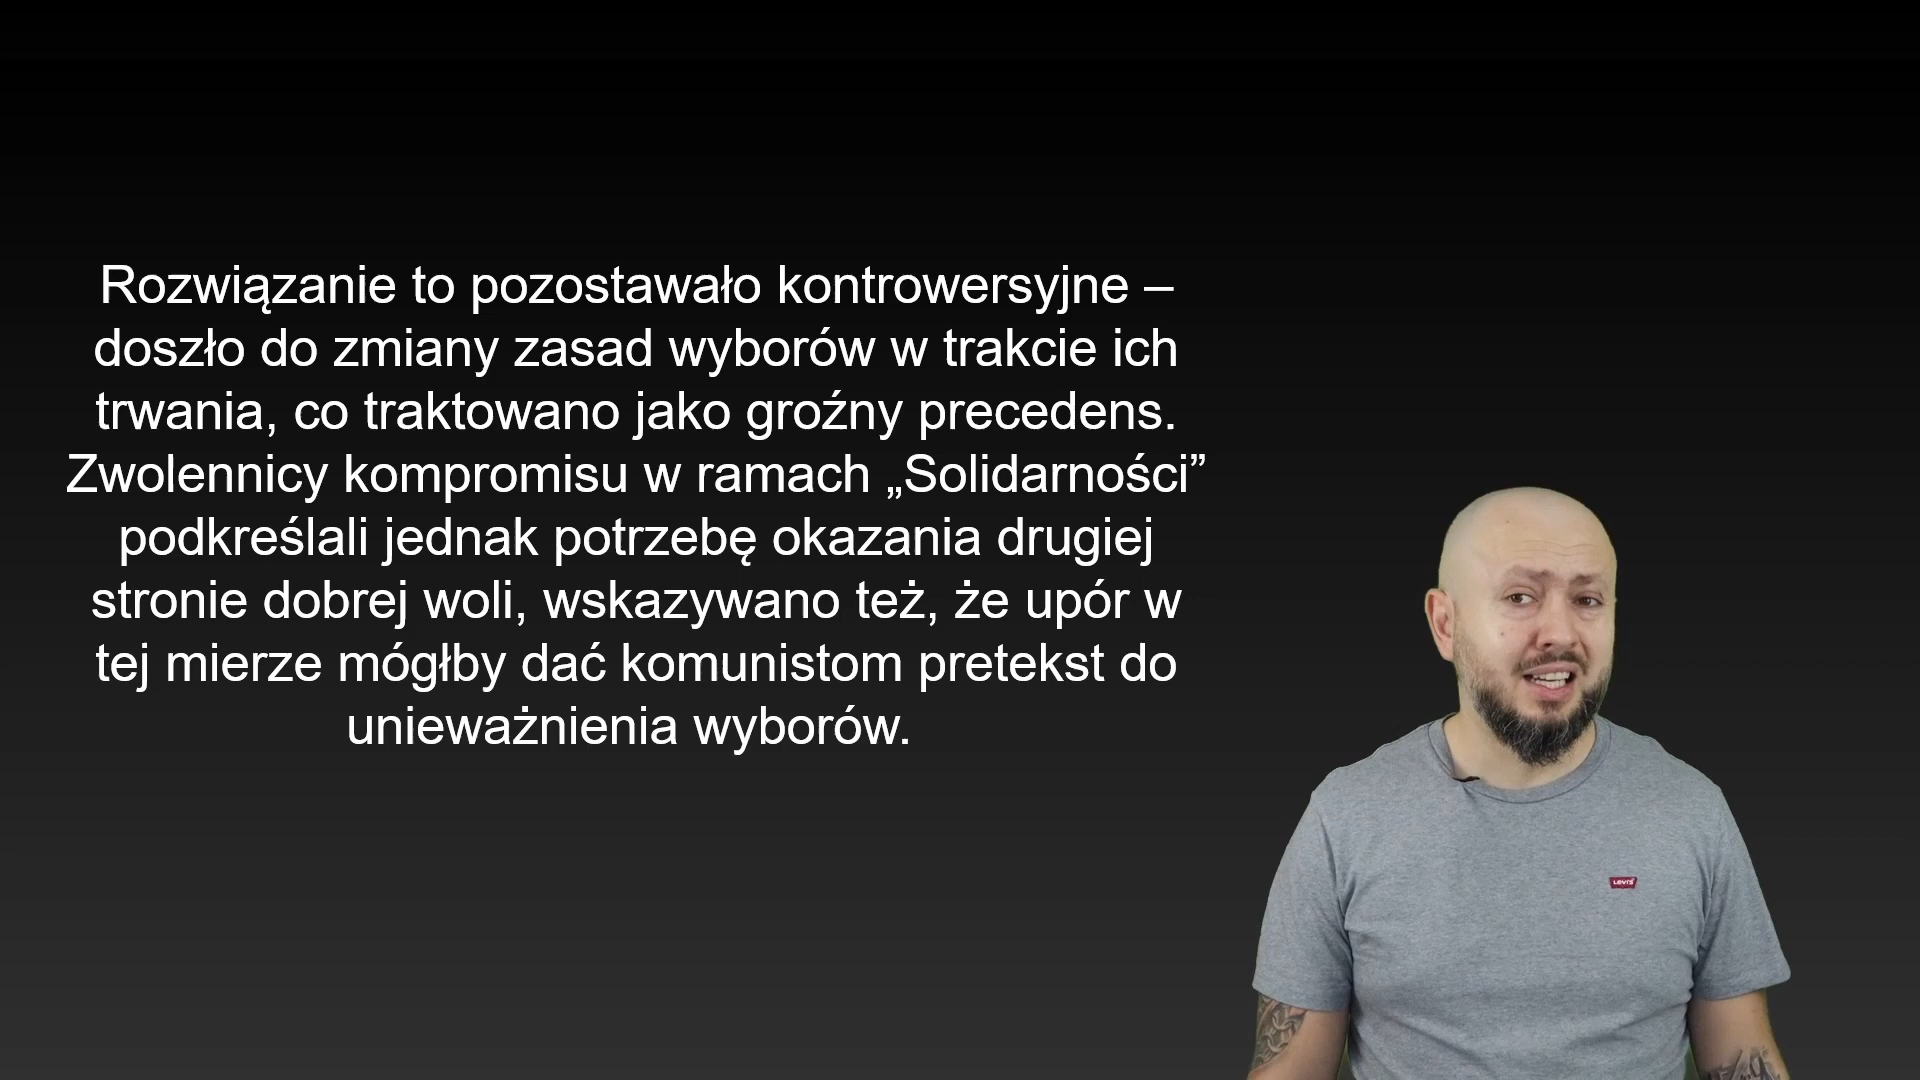 Rozwiązanie to pozostawało kontrowersyjne –
doszło do zmiany zasad wyborów w trakcie ich
trwania, co traktowano jako groźny precedens.
Zwolennicy kompromisu w ramach „Solidarności”
podkreślali jednak potrzebę okazania drugiej
stronie dobrej woli, wskazywano też, że upór w
tej mierze mógłby dać komunistom pretekst do
unieważnienia wyborów.
Levi's